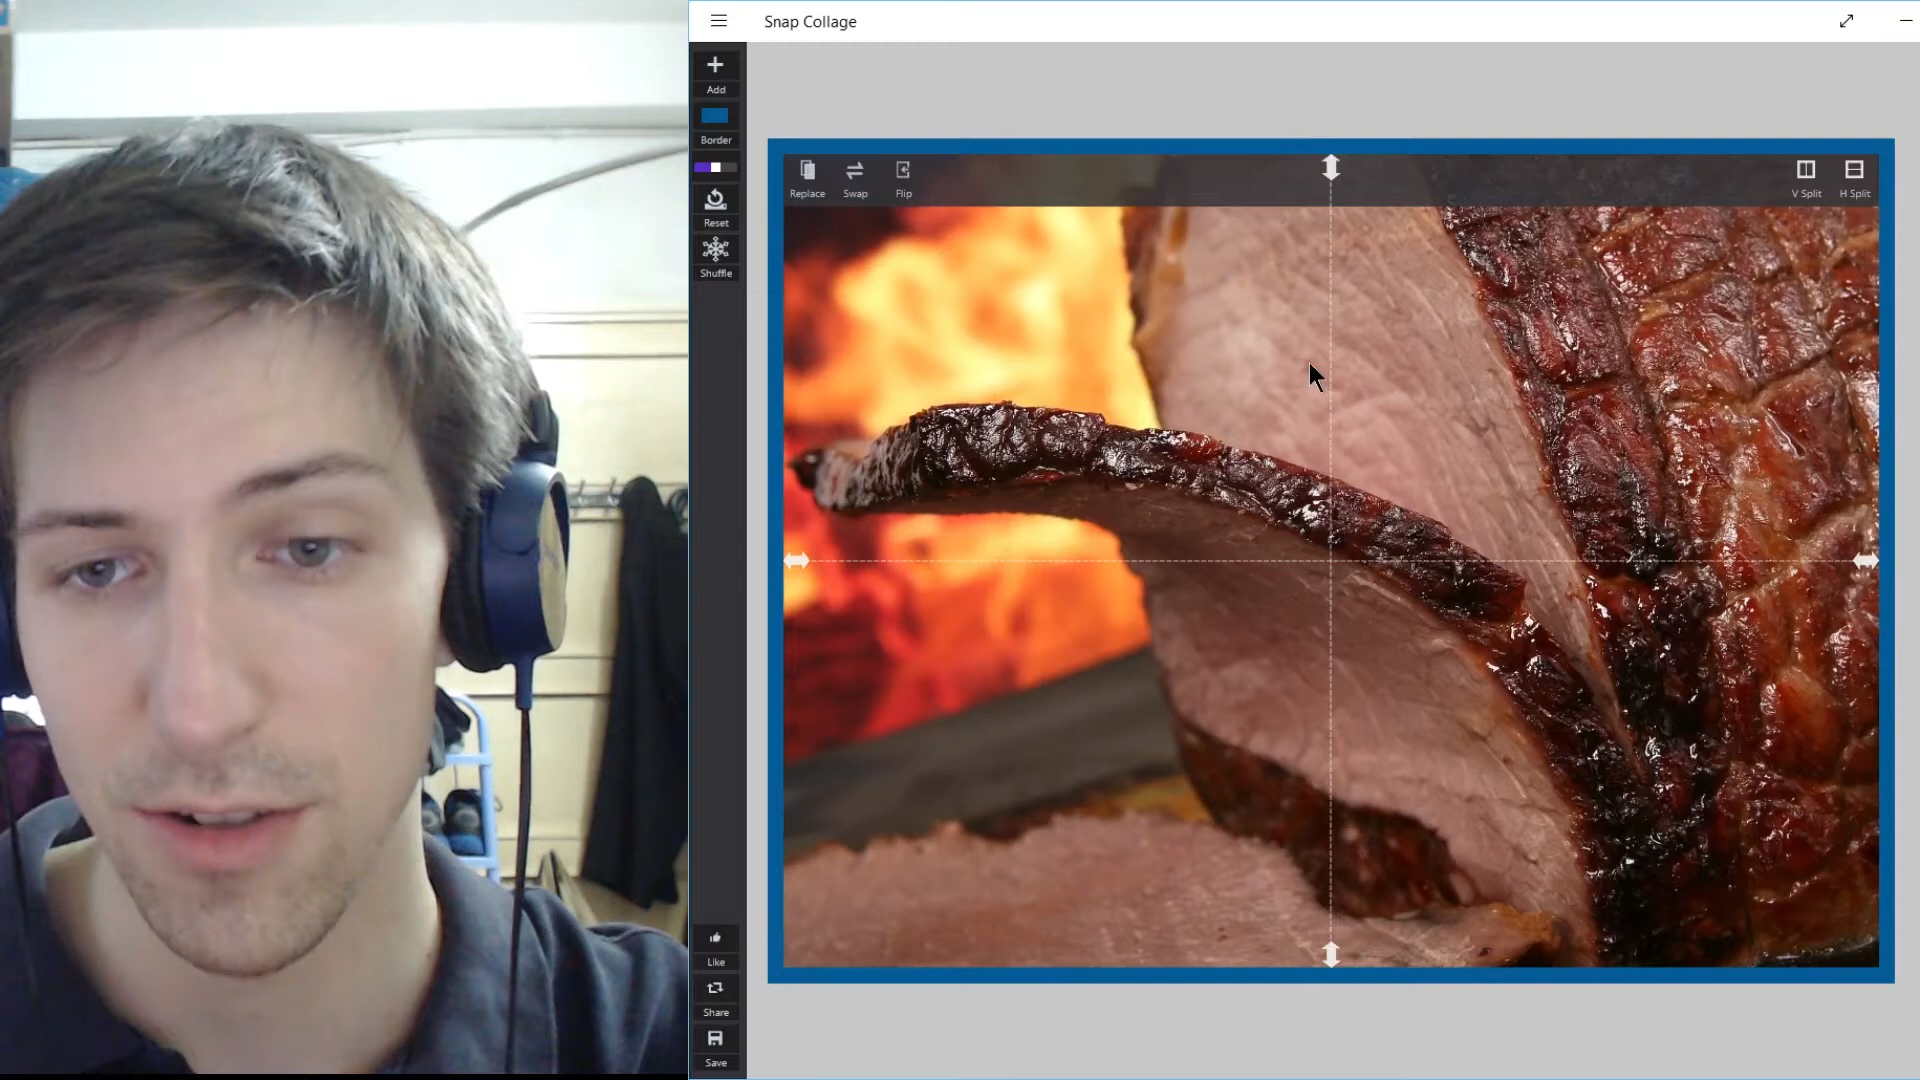 Snap Collage
Add
Border
Reset
Shuffle
Like
Share
Save
Replace
Swap
Flip
V Split
H Split